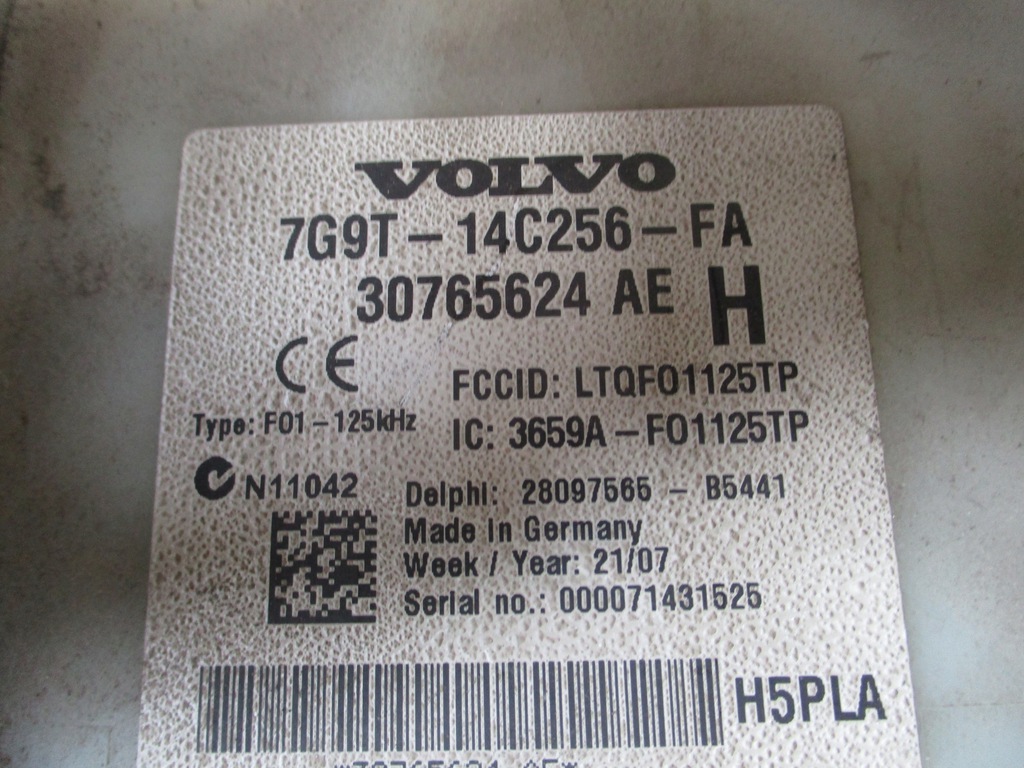 VOLVO
7G9T-14C256-FA
30765624 AE H
CE
FCCID: LTQFO1125TP
Type: FO1-125kHz
IC: 3659A-FO1125TP
N11042
Delphi: 28097565 - B5441
Made In Germany
Week / Year: 21/07
Serial no.: 000071431525
H5PLA